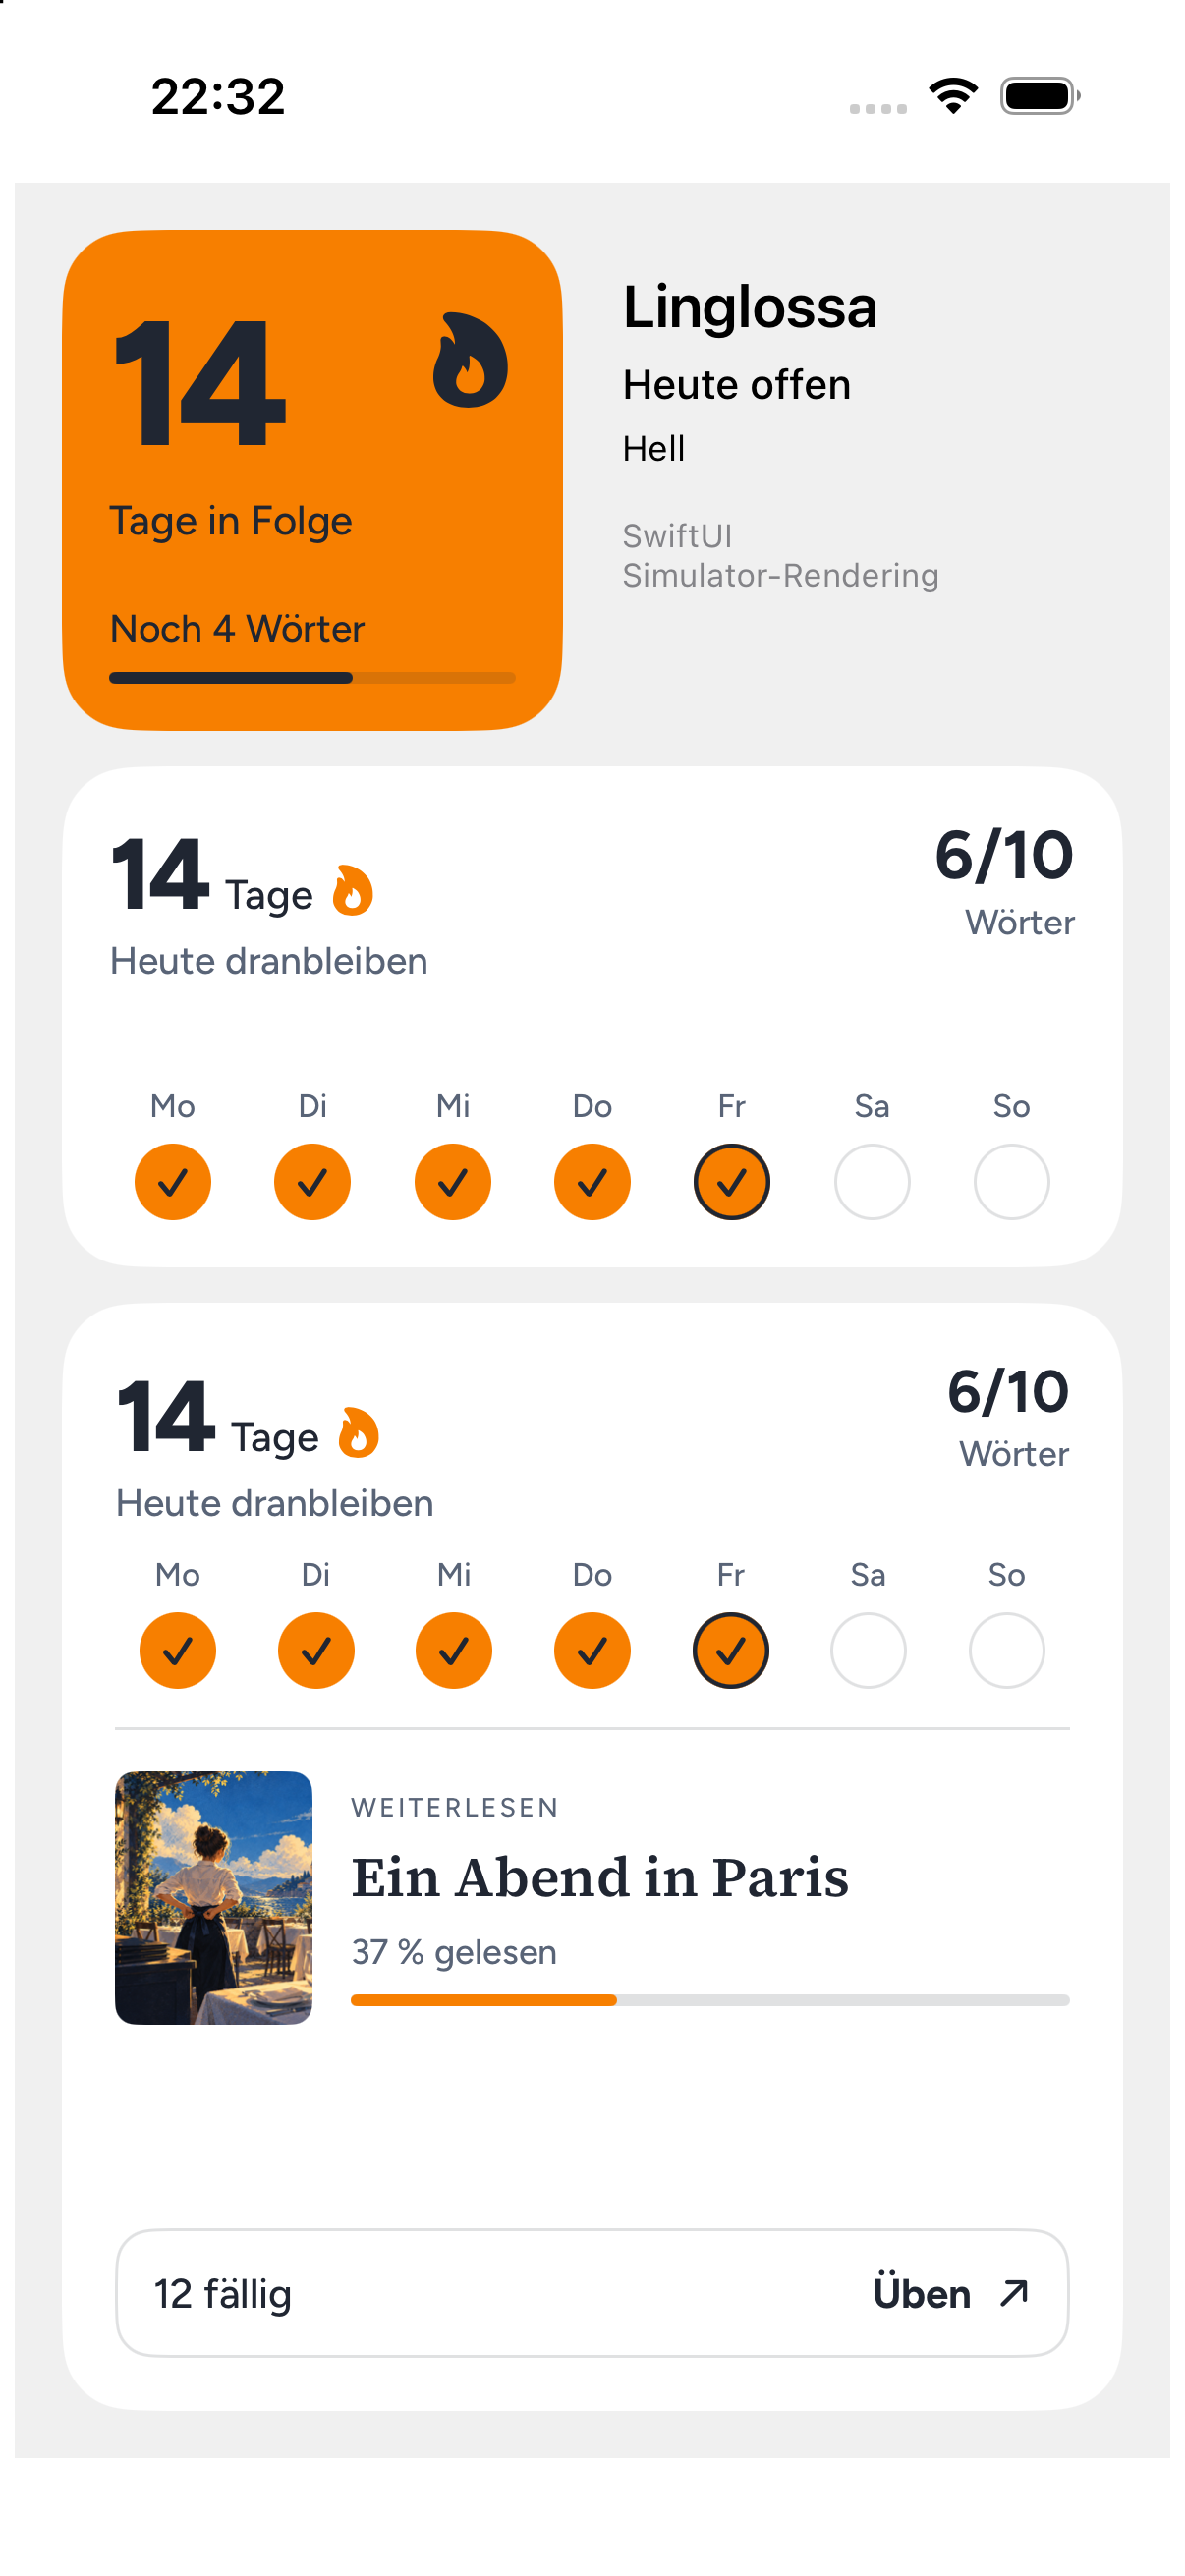 22:32
14
Tage in Folge
Noch 4 Wörter
Linglossa
Heute offen
Hell
SwiftUI
Simulator-Rendering
14 Tage
6/10
Wörter
Heute dranbleiben
Mo Di Mi Do Fr Sa So
14 Tage
6/10
Wörter
Heute dranbleiben
Mo Di Mi Do Fr Sa So
WEITERLESEN
Ein Abend in Paris
37 % gelesen
12 fällig
Üben